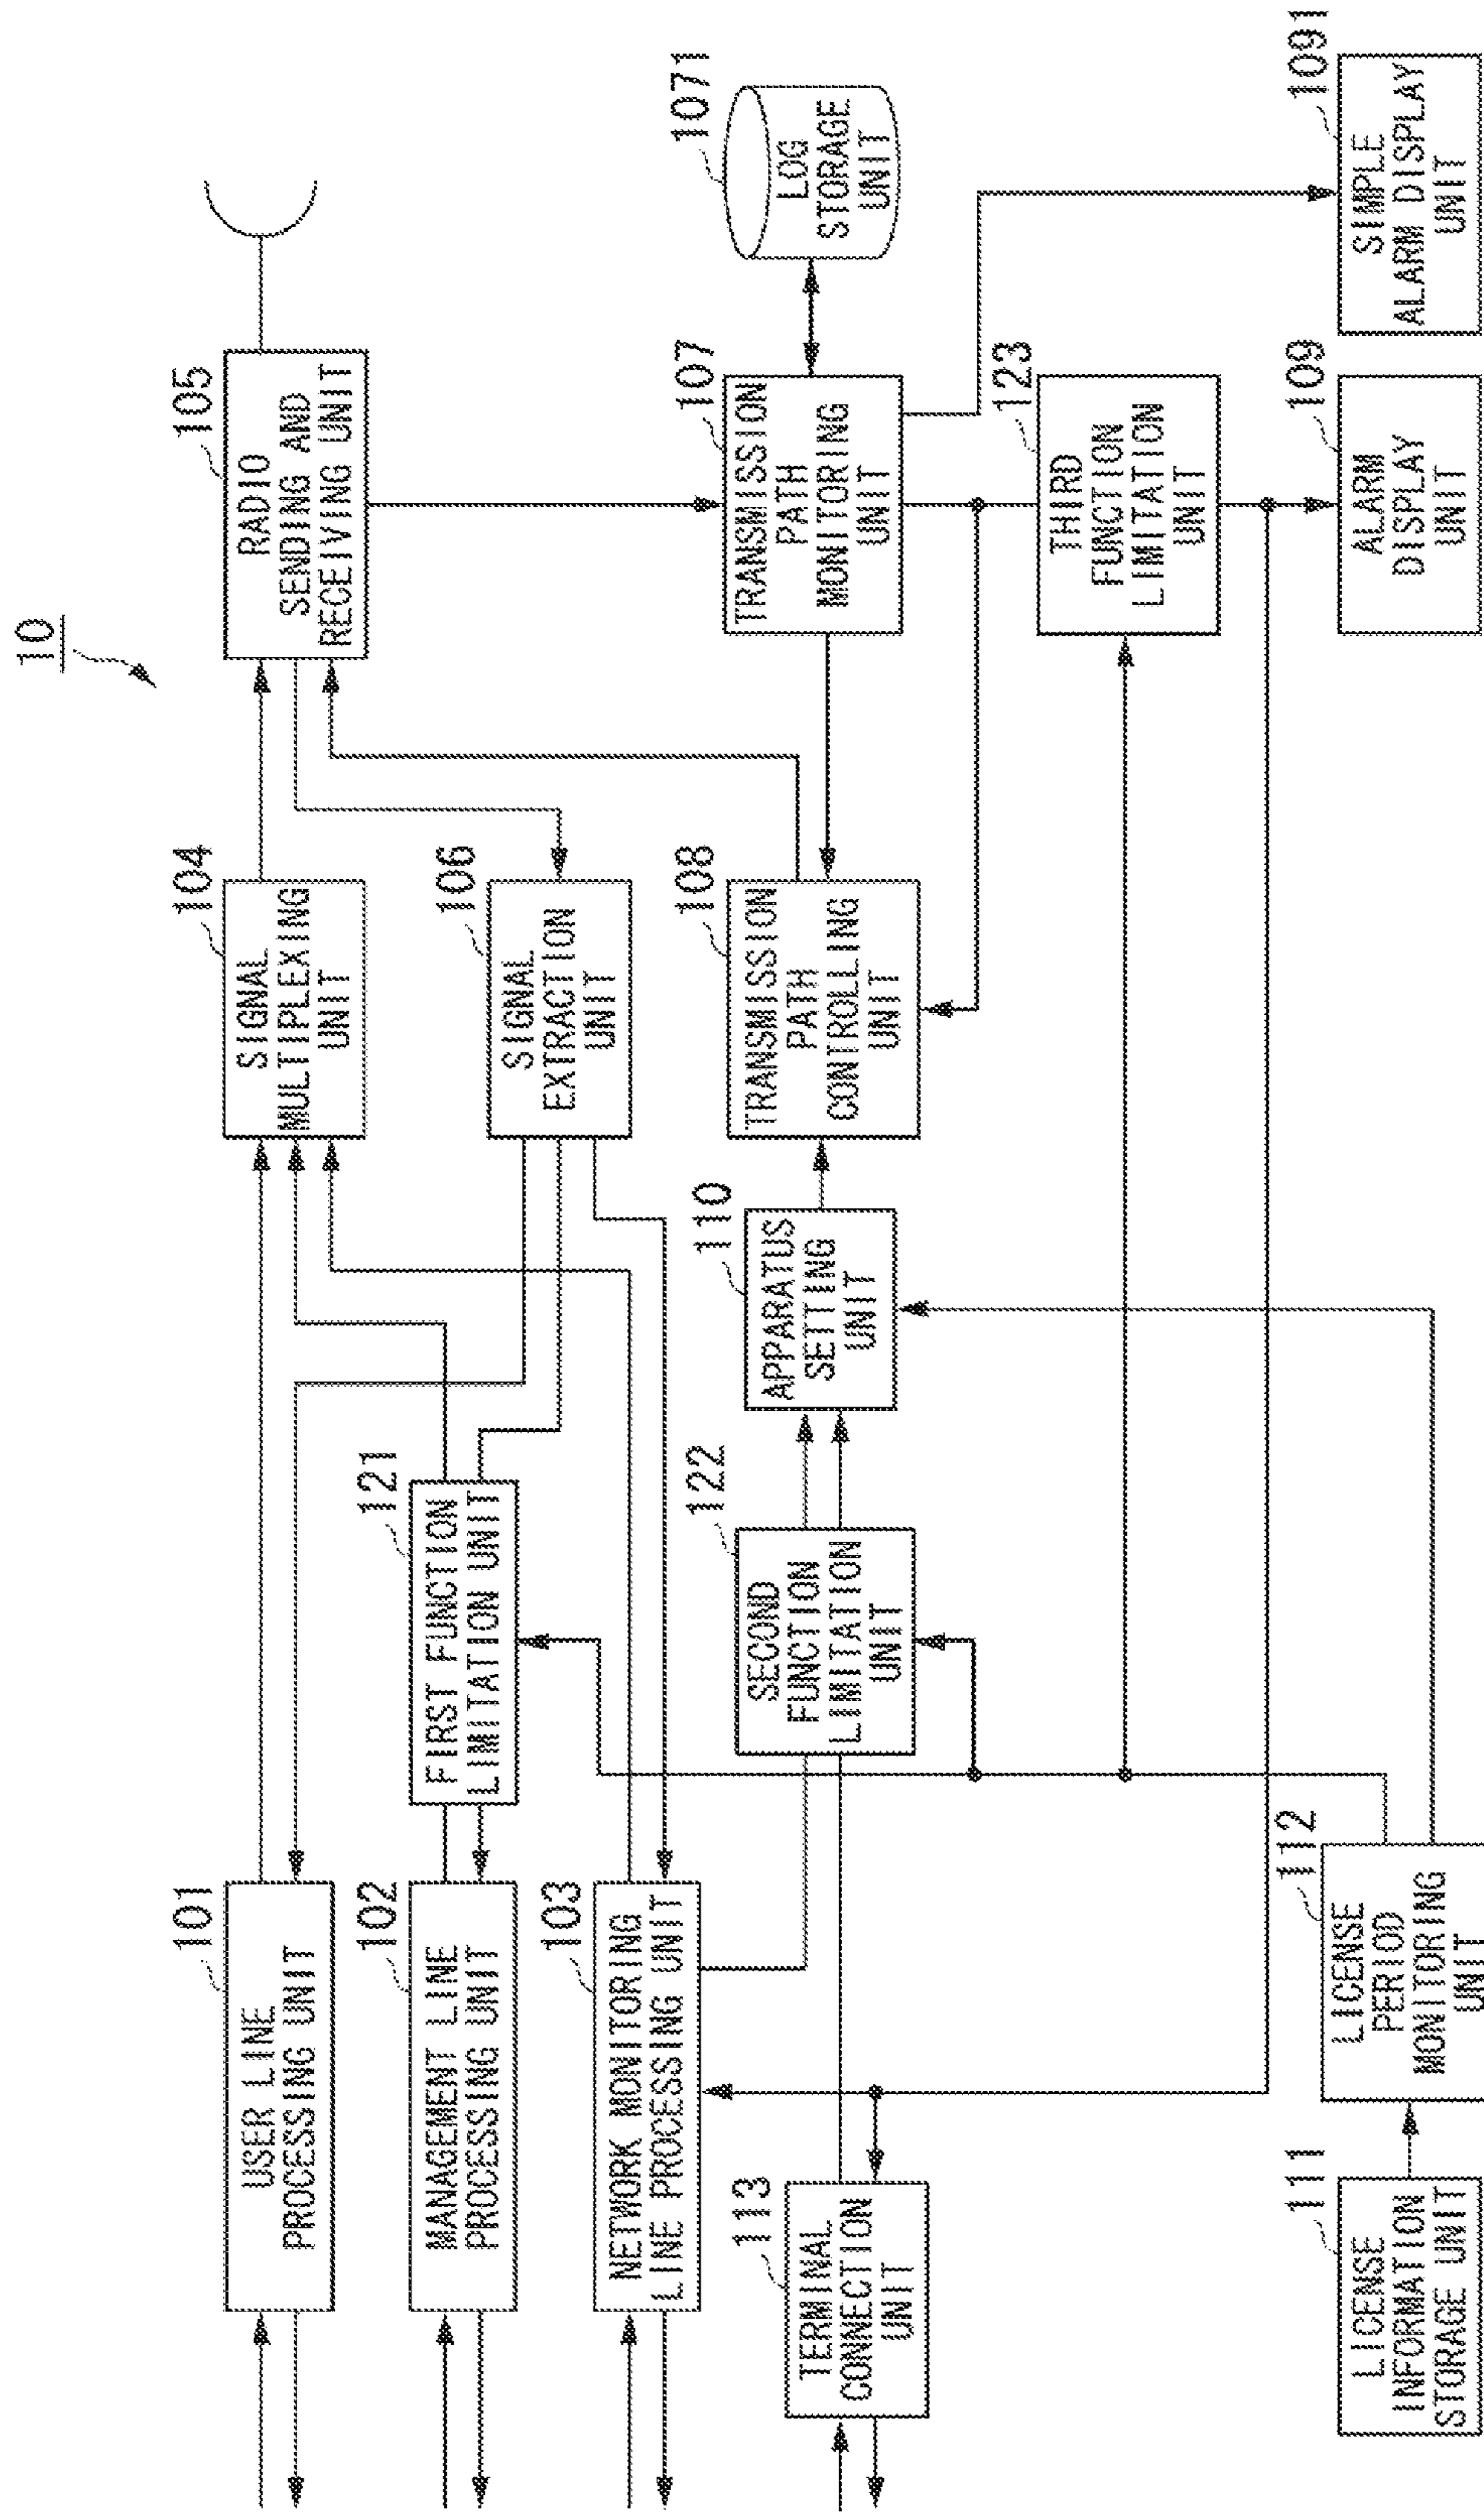 10
101
USER LINE
PROCESSING UNIT
104
SIGNAL
MULTIPLEXING
UNIT
105
RADIO
SENDING AND
RECEIVING UNIT
121
FIRST FUNCTION
LIMITATION UNIT
102
MANAGEMENT LINE
PROCESSING UNIT
106
SIGNAL
EXTRACTION
UNIT
103
NETWORK MONITORING
LINE PROCESSING UNIT
113
TERMINAL
CONNECTION
UNIT
122
SECOND
FUNCTION
LIMITATION
UNIT
110
APPARATUS
SETTING
UNIT
108
TRANSMISSION
PATH
CONTROLLING
UNIT
107
TRANSMISSION
PATH
MONITORING
UNIT
1071
LOG
STORAGE
UNIT
123
THIRD
FUNCTION
LIMITATION
UNIT
111
LICENSE
INFORMATION
STORAGE UNIT
112
LICENSE
PERIOD
MONITORING
UNIT
109
ALARM
DISPLAY
UNIT
1091
SIMPLE
ALARM DISPLAY
UNIT